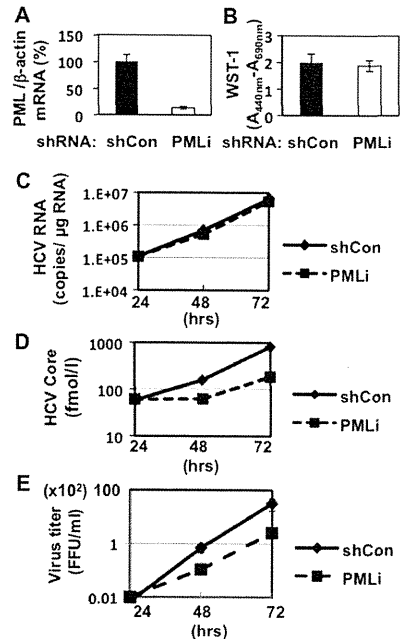 A
B
PML /β-actin
mRNA (%)
150
100
50
0
shRNA: shCon PMLi
WST-1
(A440nm-A690nm)
3
2
1
0
shRNA: shCon PMLi
C
HCV RNA
(copies/ μg RNA)
1.E+07
1.E+06
1.E+05
1.E+04
24 48 72
(hrs)
shCon
PMLi
D
HCV Core
(fmol/l)
1000
100
10
24 48 72
(hrs)
shCon
PMLi
E
(x10²)
Virus titer
(FFU/ml)
100
1
0.01
24 48 72
(hrs)
shCon
PMLi